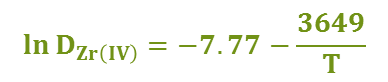 ln D_Zr(IV) = −7.77 − 3649/T